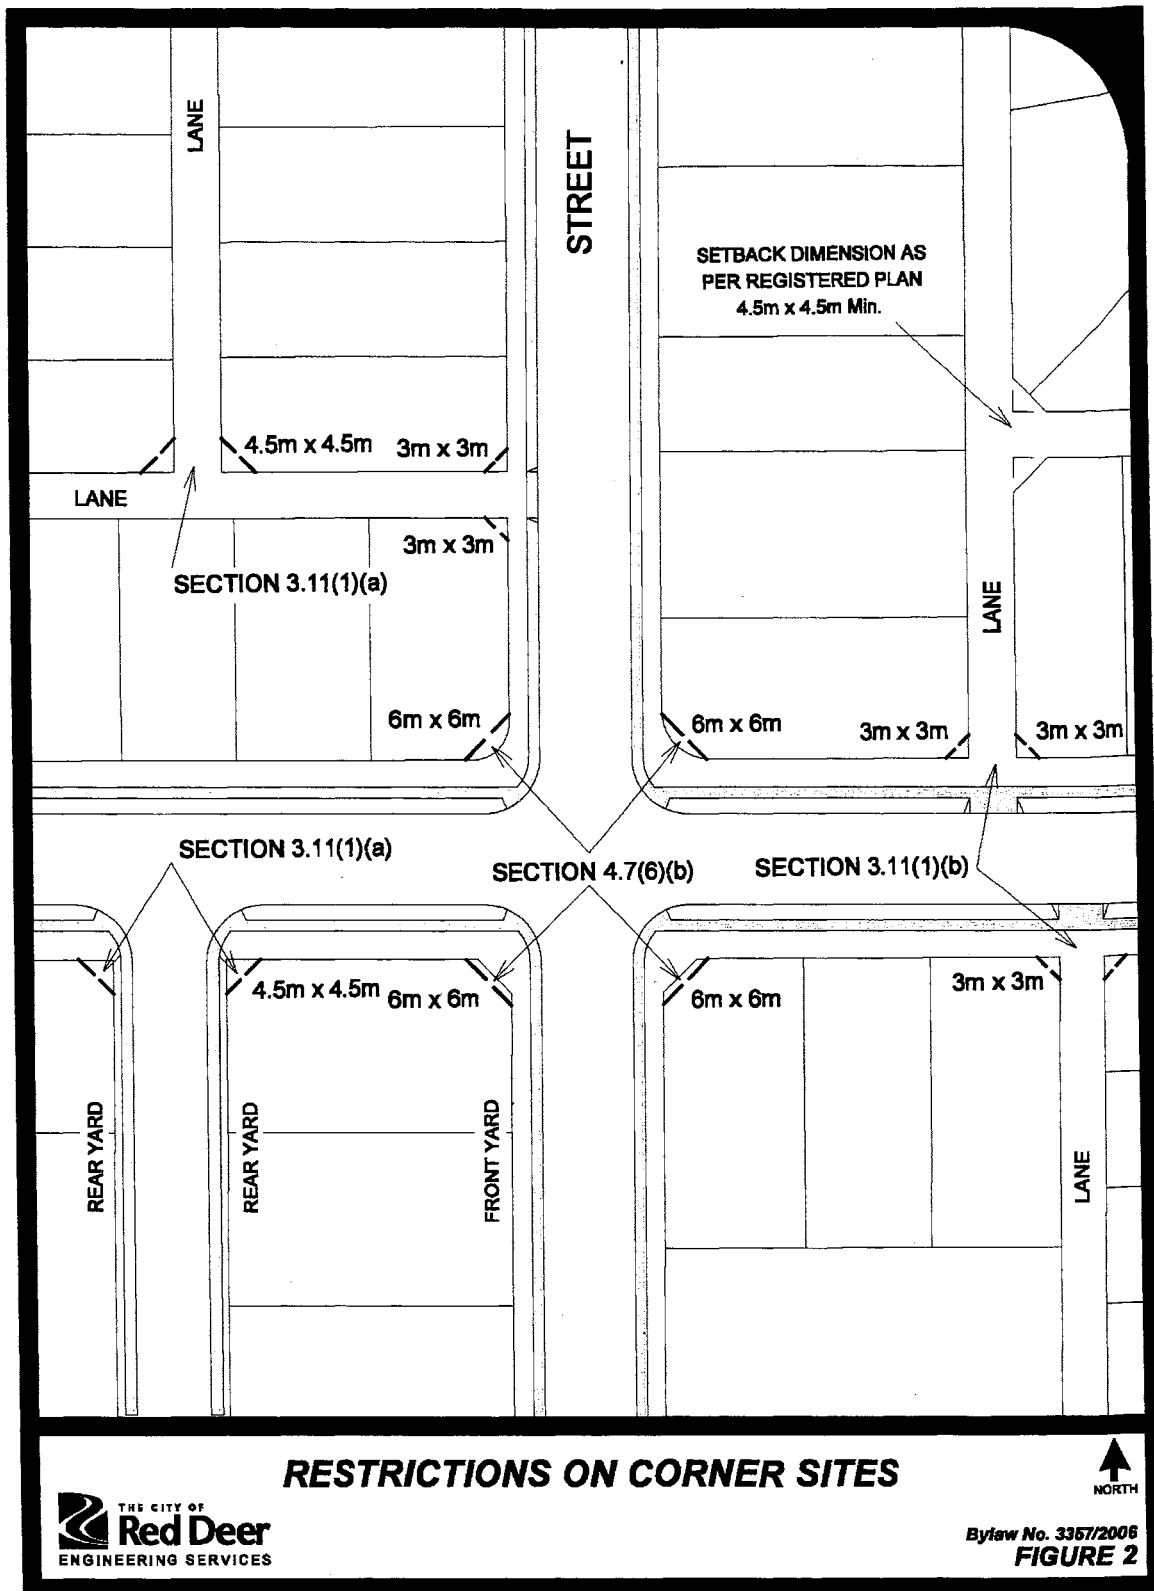 LANE
STREET
SETBACK DIMENSION AS
PER REGISTERED PLAN
4.5m x 4.5m Min.
4.5m x 4.5m
3m x 3m
LANE
3m x 3m
SECTION 3.11(1)(a)
LANE
6m x 6m
6m x 6m
3m x 3m
3m x 3m
SECTION 3.11(1)(a)
SECTION 4.7(6)(b)
SECTION 3.11(1)(b)
4.5m x 4.5m
6m x 6m
6m x 6m
3m x 3m
REAR YARD
REAR YARD
FRONT YARD
LANE
RESTRICTIONS ON CORNER SITES
NORTH
THE CITY OF
Red Deer
ENGINEERING SERVICES
Bylaw No. 3357/2006
FIGURE 2